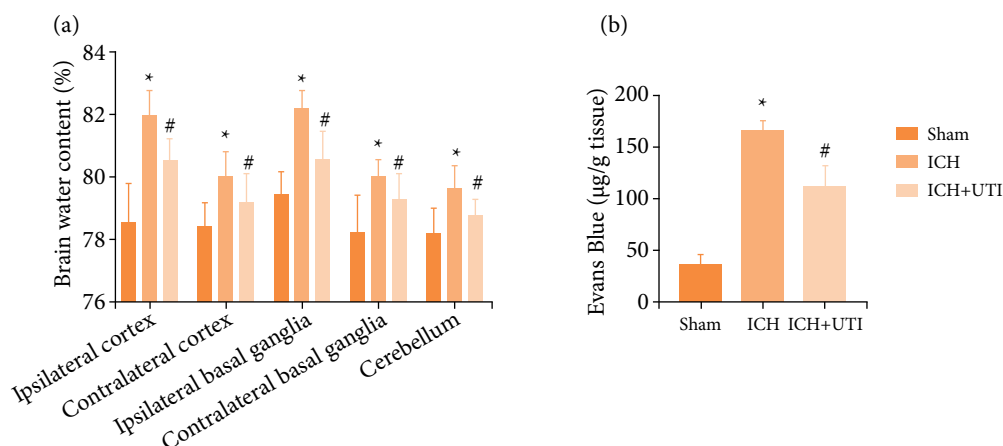 (a)
Brain water content (%)
84
82
80
78
76
*
#
*
#
*
#
*
#
*
#
Ipsilateral cortex
Contralateral cortex
Ipsilateral basal ganglia
Contralateral basal ganglia
Cerebellum
(b)
Evans Blue (μg/g tissue)
200
150
100
50
0
*
#
Sham
ICH
ICH+UTI
Sham
ICH
ICH+UTI